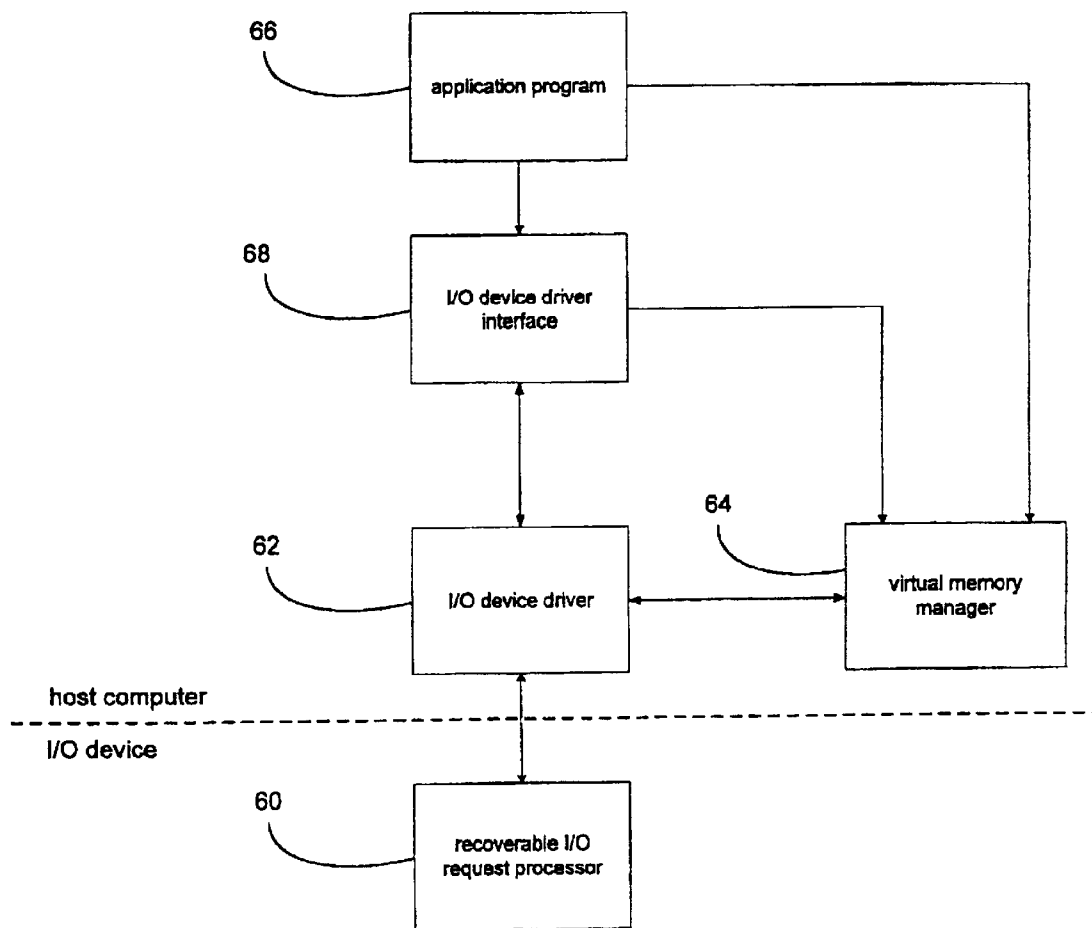 66
application program
68
I/O device driver
interface
64
62
I/O device driver
virtual memory
manager
host computer
I/O device
60
recoverable I/O
request processor